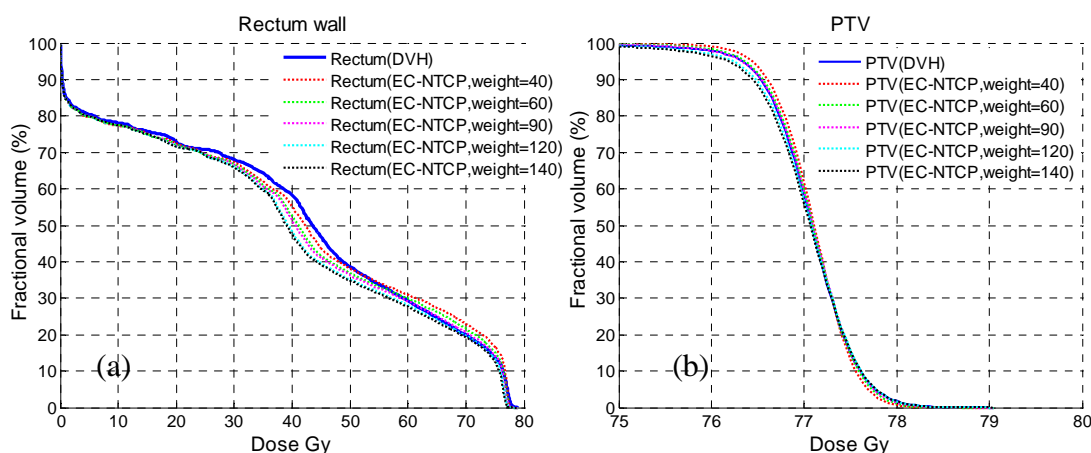 Rectum wall
100
90
80
70
60
50
40
30
20
10
0
Fractional volume (%)
0 10 20 30 40 50 60 70 80
Dose Gy
Rectum(DVH)
Rectum(EC-NTCP,weight=40)
Rectum(EC-NTCP,weight=60)
Rectum(EC-NTCP,weight=90)
Rectum(EC-NTCP,weight=120)
Rectum(EC-NTCP,weight=140)
(a)
PTV
100
90
80
70
60
50
40
30
20
10
0
Fractional volume (%)
75 76 77 78 79 75 78 79
Dose Gy
PTV(DVH)
PTV(EC-NTCP,weight=40)
PTV(EC-NTCP,weight=60)
PTV(EC-NTCP,weight=90)
PTV(EC-NTCP,weight=120)
PTV(EC-NTCP,weight=140)
(b)